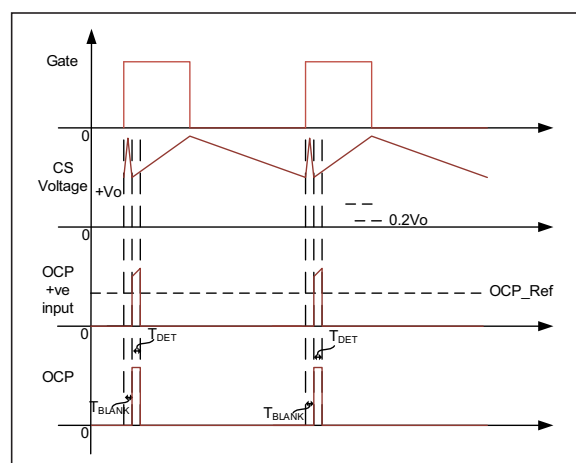 Gate
0
CS
Voltage
+Vo
0.2Vo
0
OCP
+ve
input
OCP_Ref
0
TDET
TDET
OCP
TBLANK
TBLANK
0